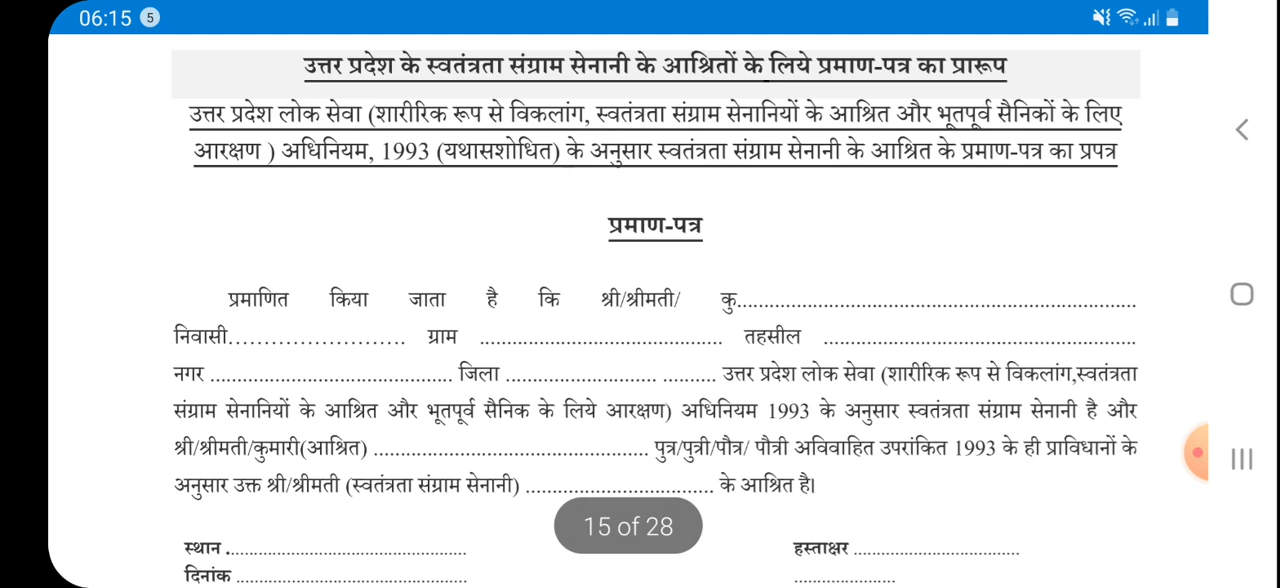 06:15 5
उत्तर प्रदेश के स्वतंत्रता संग्राम सेनानी के आश्रितों के लिये प्रमाण-पत्र का प्रारूप
उत्तर प्रदेश लोक सेवा (शारीरिक रूप से विकलांग, स्वतंत्रता संग्राम सेनानियों के आश्रित और भूतपूर्व सैनिकों के लिए
आरक्षण ) अधिनियम, 1993 (यथासशोधित) के अनुसार स्वतंत्रता संग्राम सेनानी के आश्रित के प्रमाण-पत्र का प्रपत्र
प्रमाण-पत्र
प्रमाणित किया जाता है कि श्री/श्रीमती/ कु..............................................................................
निवासी......................... ग्राम ............................................... तहसील .............................................................
नगर ............................................... जिला ............................. .......... उत्तर प्रदेश लोक सेवा (शारीरिक रूप से विकलांग,स्वतंत्रता
संग्राम सेनानियों के आश्रित और भूतपूर्व सैनिक के लिये आरक्षण) अधिनियम 1993 के अनुसार स्वतंत्रता संग्राम सेनानी है और
श्री/श्रीमती/कुमारी(आश्रित) ...................................................... पुत्र/पुत्री/पौत्र/ पौत्री अविवाहित उपरांकित 1993 के ही प्राविधानों के
अनुसार उक्त श्री/श्रीमती (स्वतंत्रता संग्राम सेनानी) ..................................... के आश्रित है।
15 of 28
स्थान .............................................. हस्ताक्षर .................................
दिनांक ............................................. ....................